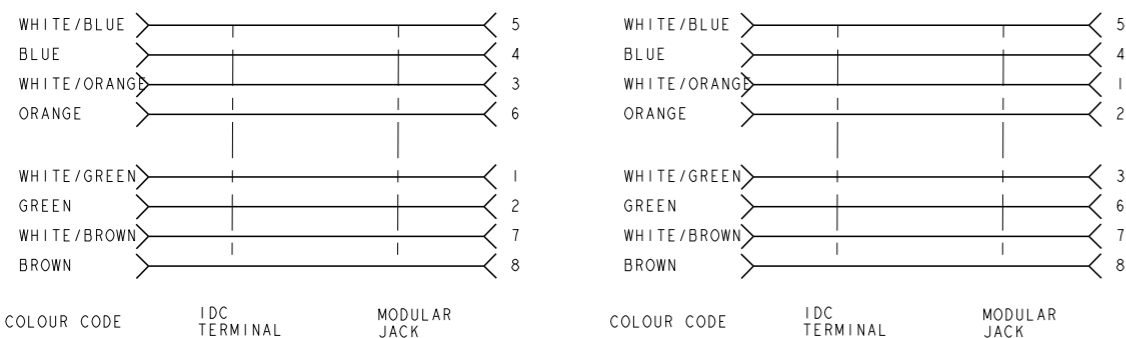 WHITE/BLUE 5
BLUE 4
WHITE/ORANGE 3
ORANGE 6
WHITE/GREEN 1
GREEN 2
WHITE/BROWN 7
BROWN 8
COLOUR CODE
IDC
TERMINAL
MODULAR
JACK
WHITE/BLUE 5
BLUE 4
WHITE/ORANGE 1
ORANGE 2
WHITE/GREEN 3
GREEN 6
WHITE/BROWN 7
BROWN 8
COLOUR CODE
IDC
TERMINAL
MODULAR
JACK